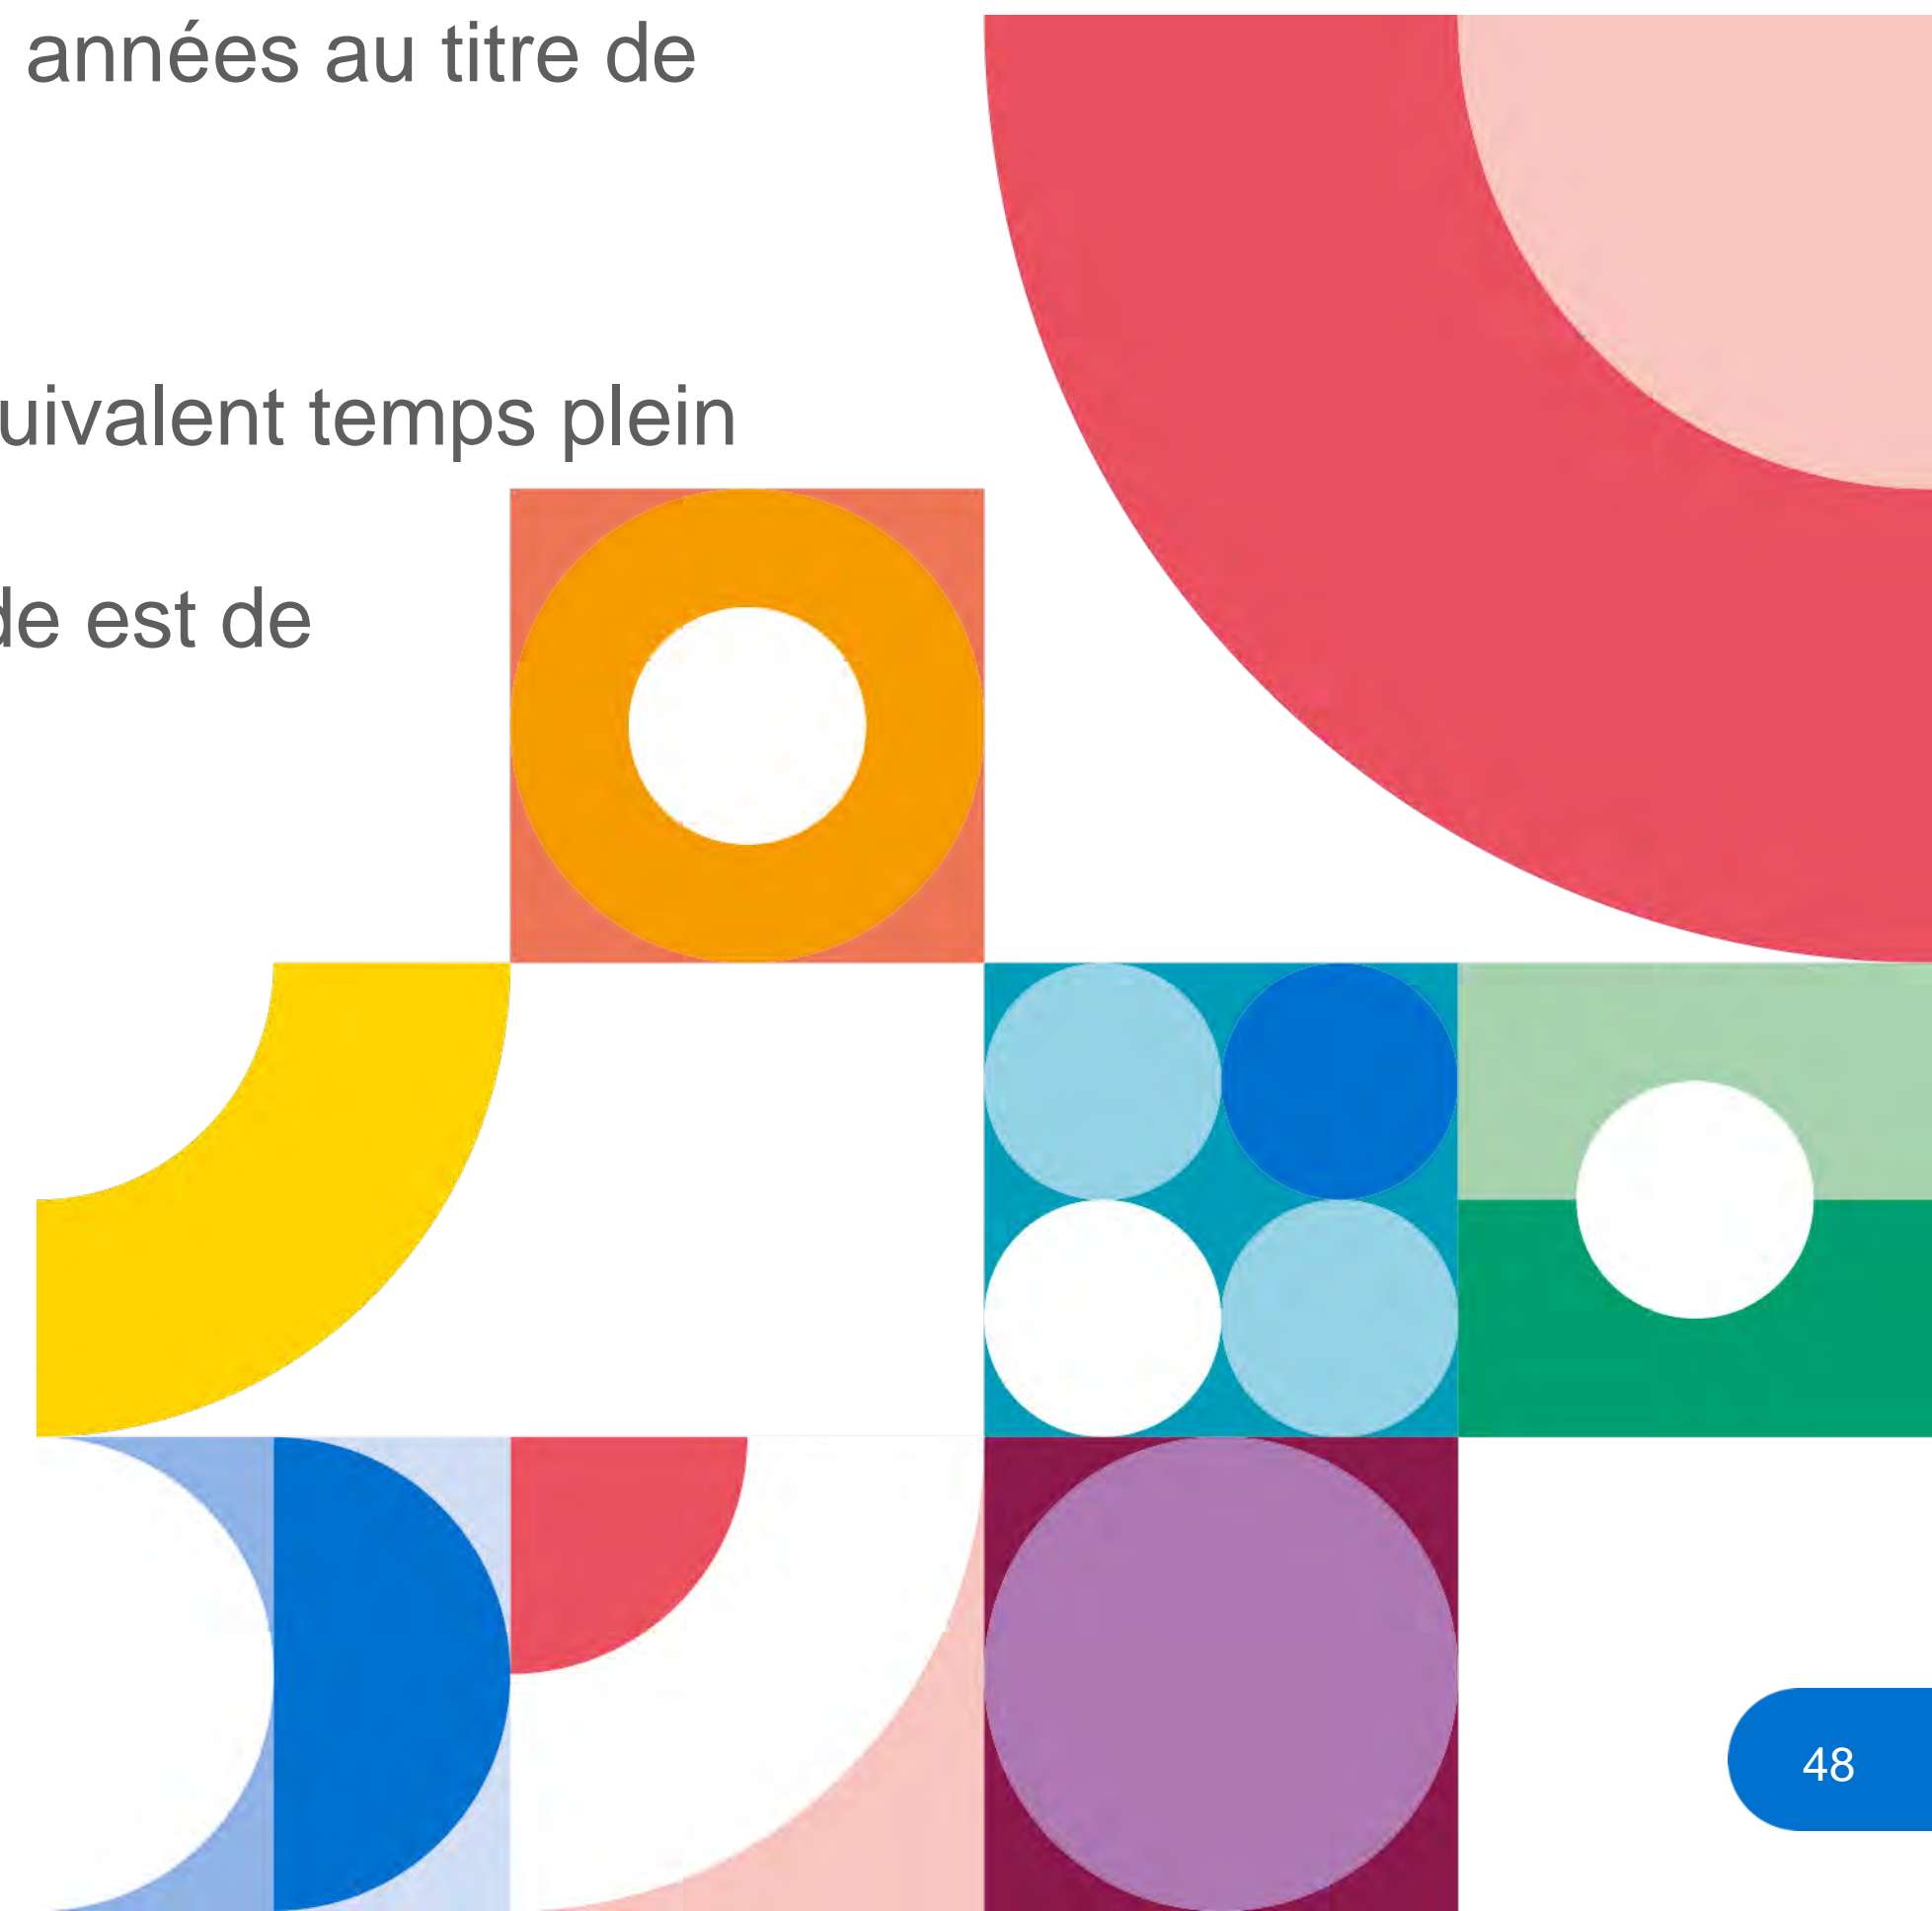 années au titre de
uivalent temps plein
de est de
48